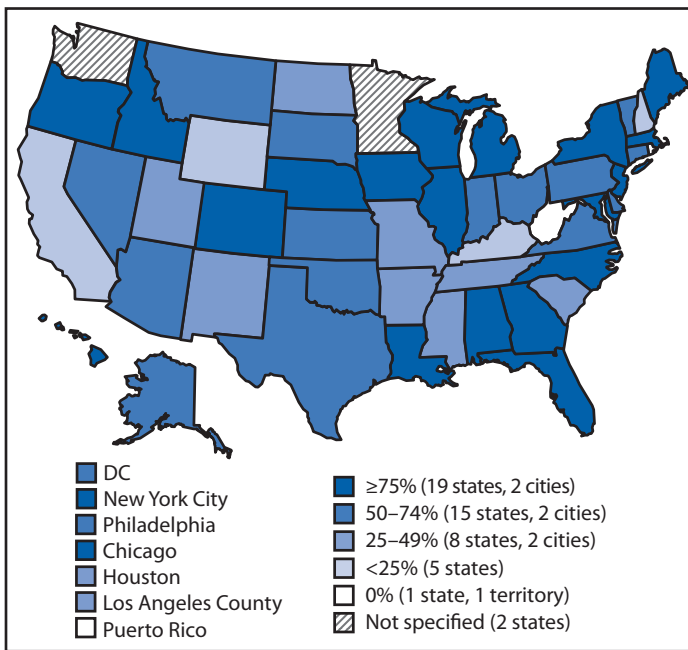 DC
New York City
Philadelphia
Chicago
Houston
Los Angeles County
Puerto Rico
≥75% (19 states, 2 cities)
50–74% (15 states, 2 cities)
25–49% (8 states, 2 cities)
<25% (5 states)
0% (1 state, 1 territory)
Not specified (2 states)